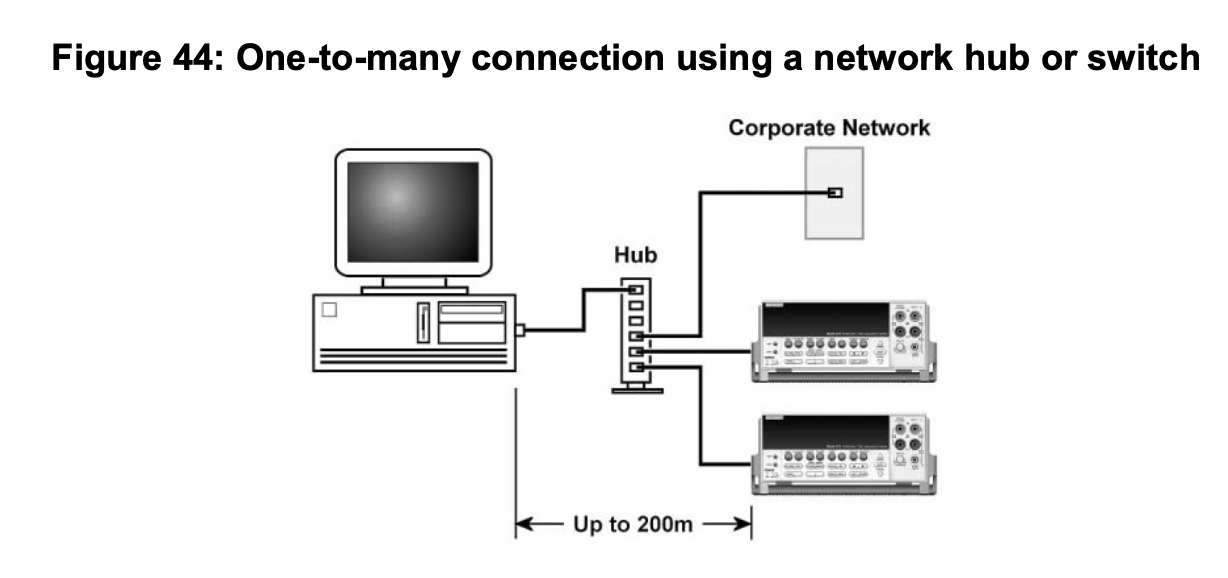 Figure 44: One-to-many connection using a network hub or switch
Corporate Network
Hub
Up to 200m